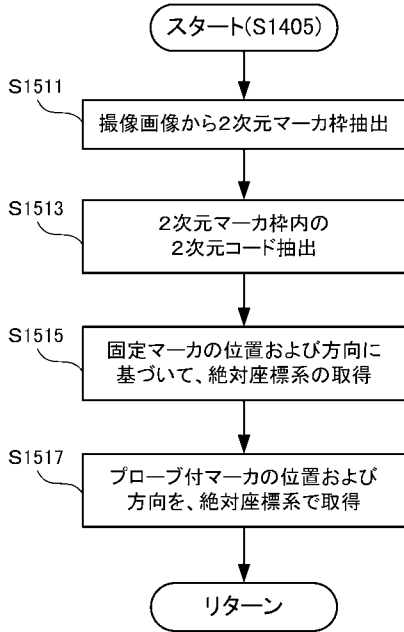 スタート(S1405)
S1511
撮像画像から2次元マーカ枠抽出
S1513
2次元マーカ枠内の
2次元コード抽出
S1515
固定マーカの位置および方向に
基づいて、絶対座標系の取得
S1517
プローブ付マーカの位置および
方向を、絶対座標系で取得
リターン